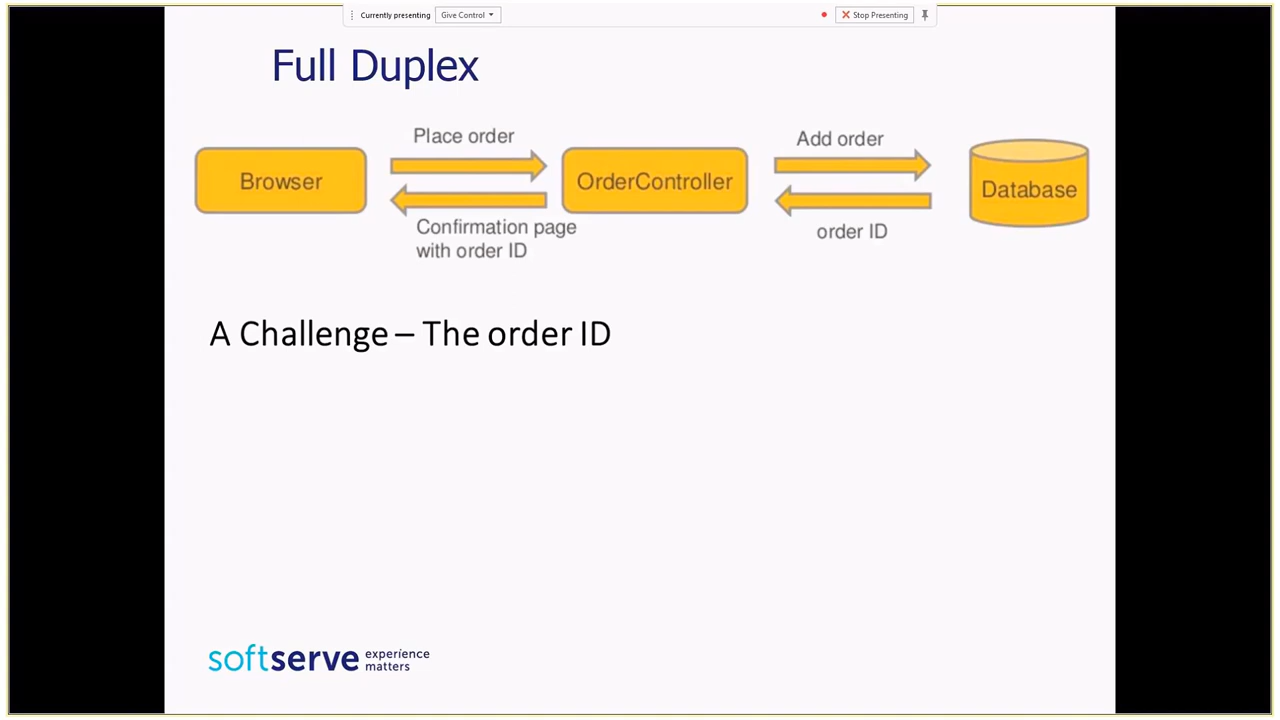 Currently presenting
Give Control
Stop Presenting
Full Duplex
Place order
Add order
Browser
OrderController
Database
Confirmation page
with order ID
order ID
A Challenge – The order ID
softserve
experience
matters